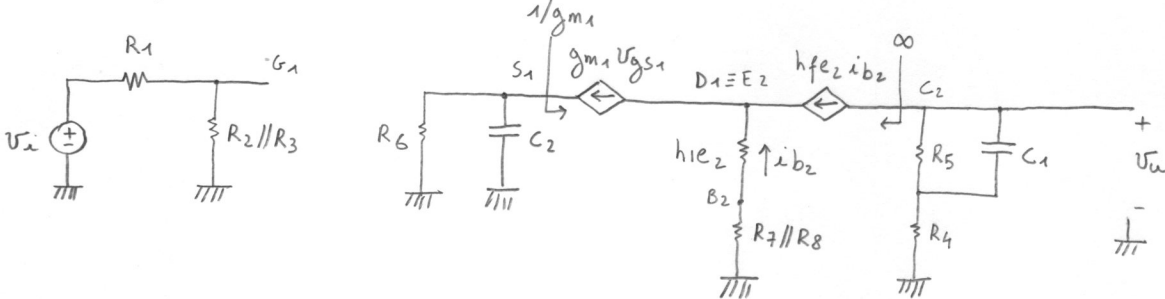 1/gm1
R1
G1
S1
gm1 vgs1
D1≡E2
hfe2 ib2
∞
C2
vi
+
-
R2//R3
R6
C2
hie2
ib2
B2
R7//R8
R5
C1
R4
+
vu
-